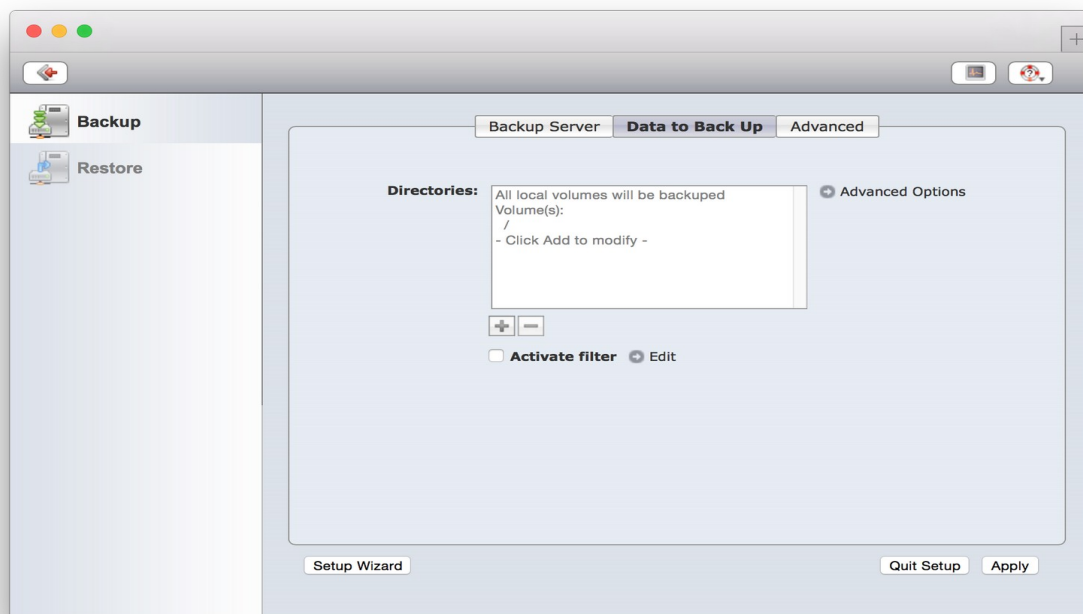 Backup
Restore
Backup Server Data to Back Up Advanced
Directories:
All local volumes will be backuped
Volume(s):
/
- Click Add to modify -
Advanced Options
Activate filter Edit
Setup Wizard Quit Setup Apply